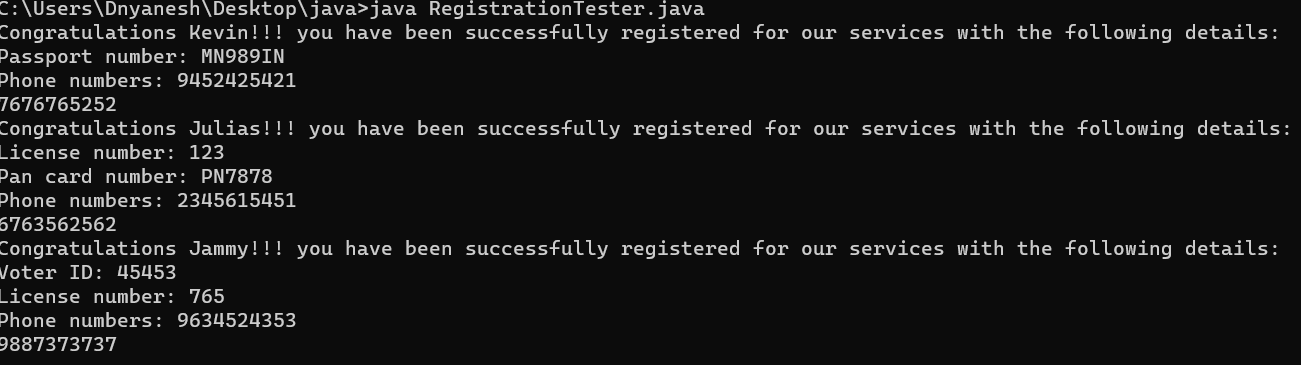 C:\Users\Dnyanesh\Desktop\java>java RegistrationTester.java
Congratulations Kevin!!! you have been successfully registered for our services with the following details:
Passport number: MN989IN
Phone numbers: 9452425421
7676765252
Congratulations Julias!!! you have been successfully registered for our services with the following details:
License number: 123
Pan card number: PN7878
Phone numbers: 2345615451
6763562562
Congratulations Jammy!!! you have been successfully registered for our services with the following details:
Voter ID: 45453
License number: 765
Phone numbers: 9634524353
9887373737